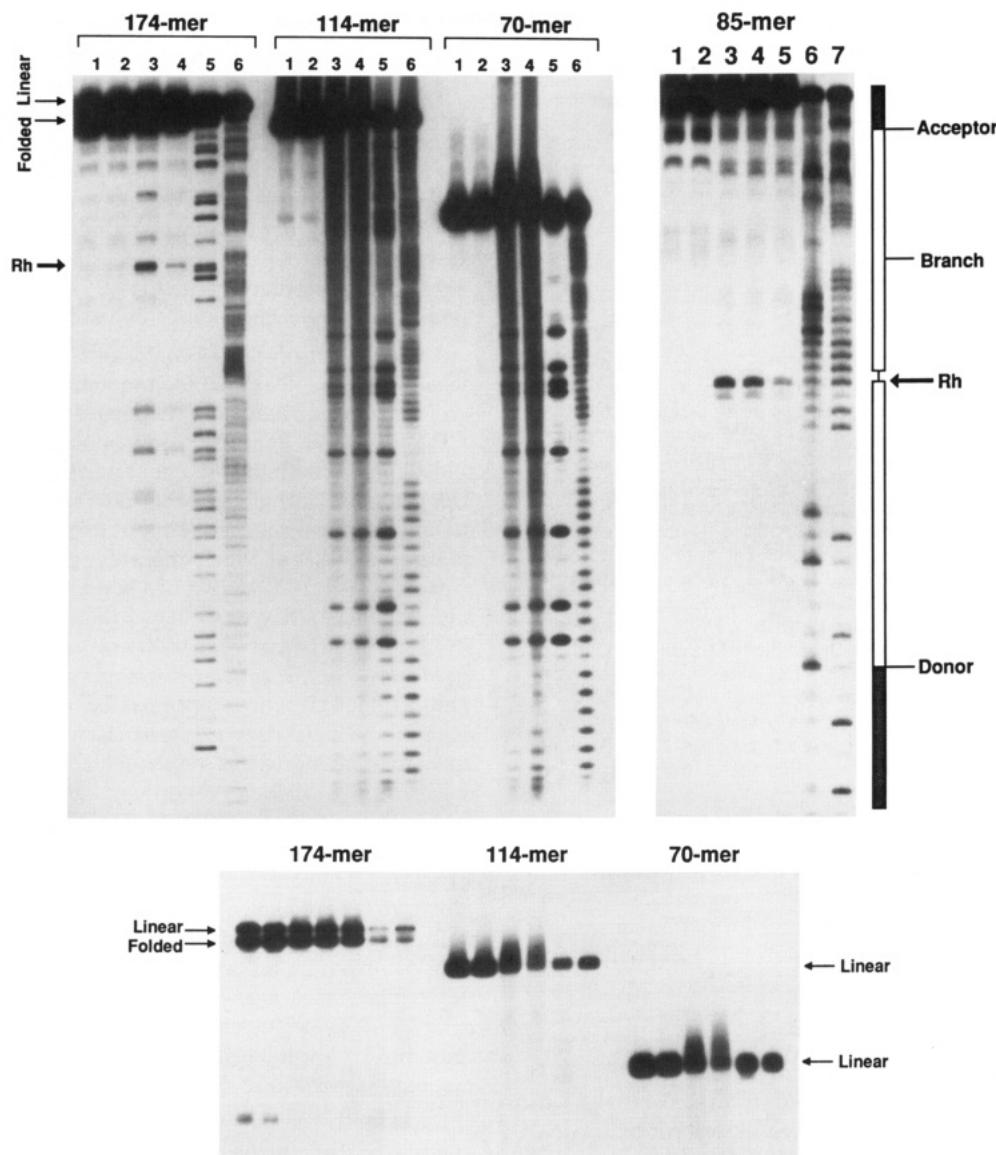 174-mer 114-mer 70-mer 85-mer
1 2 3 4 5 6 1 2 3 4 5 6 1 2 3 4 5 6 1 2 3 4 5 6 7
Linear
Folded
Rh
Acceptor
Branch
Rh
Donor
174-mer 114-mer 70-mer
Linear
Folded
Linear
Linear